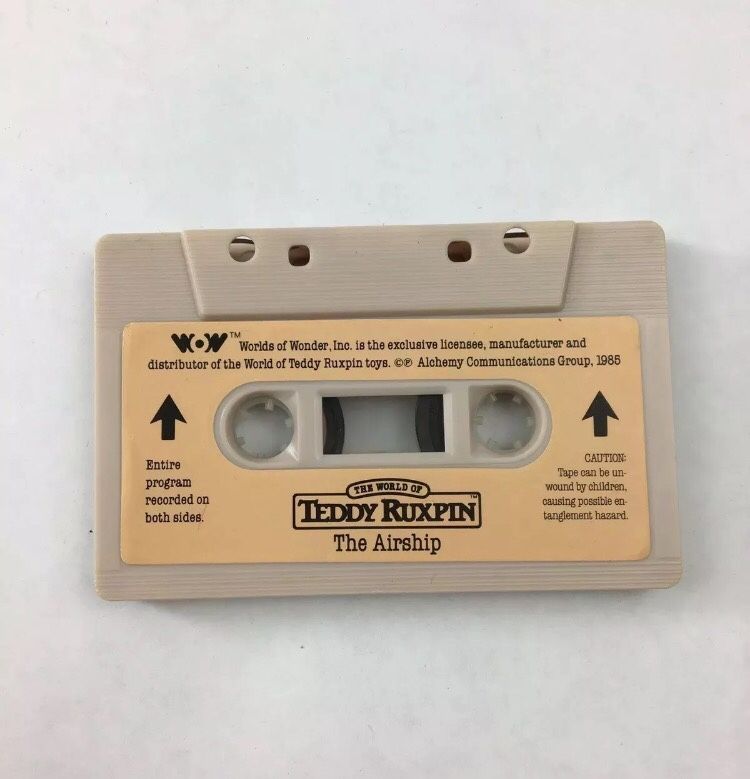 WOW™ Worlds of Wonder, Inc. is the exclusive licensee, manufacturer and
distributor of the World of Teddy Ruxpin toys. ©℗ Alchemy Communications Group, 1985
Entire
program
recorded on
both sides.
CAUTION:
Tape can be un-
wound by children,
causing possible en-
tanglement hazard.
THE WORLD OF
TEDDY RUXPIN™
The Airship